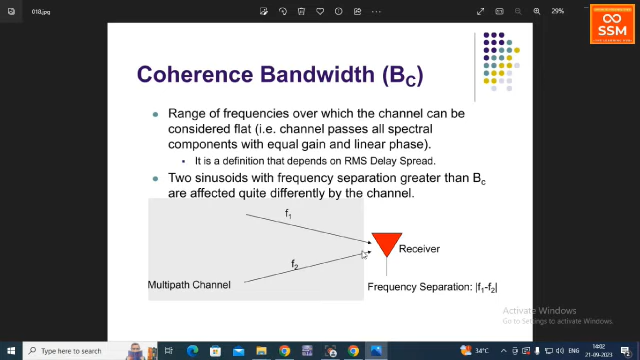 018.jpg
29%
SSM
Coherence Bandwidth (BC)
Range of frequencies over which the channel can be
considered flat (i.e. channel passes all spectral
components with equal gain and linear phase).
It is a definition that depends on RMS Delay Spread.
Two sinusoids with frequency separation greater than Bc
are affected quite differently by the channel.
f1
f2
Receiver
Multipath Channel
Frequency Separation: |f1-f2|
Activate Windows
Go to Settings to activate Windows.
Type here to search
34°C
ENG
14:02
21-09-2023